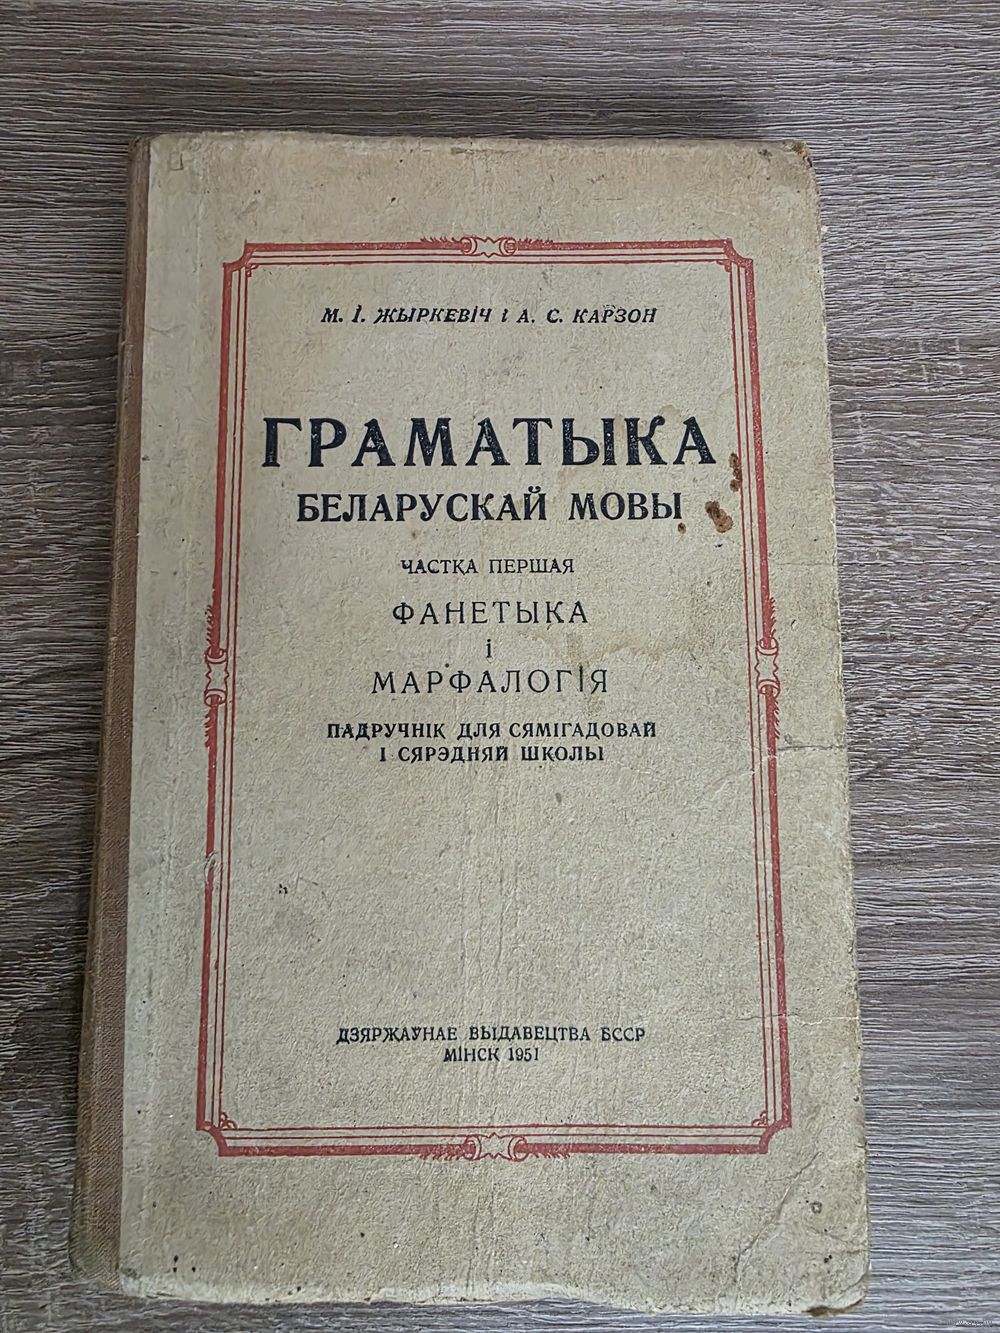 М. І. ЖЫРКЕВІЧ і А. С. КАРЗОН
ГРАМАТЫКА
БЕЛАРУСКАЙ МОВЫ
ЧАСТКА ПЕРШАЯ
ФАНЕТЫКА
і
МАРФАЛОГІЯ
ПАДРУЧНІК ДЛЯ СЯМІГАДОВАЙ
І СЯРЭДНЯЙ ШКОЛЫ
ДЗЯРЖАЎНАЕ ВЫДАВЕЦТВА БССР
МІНСК 1951